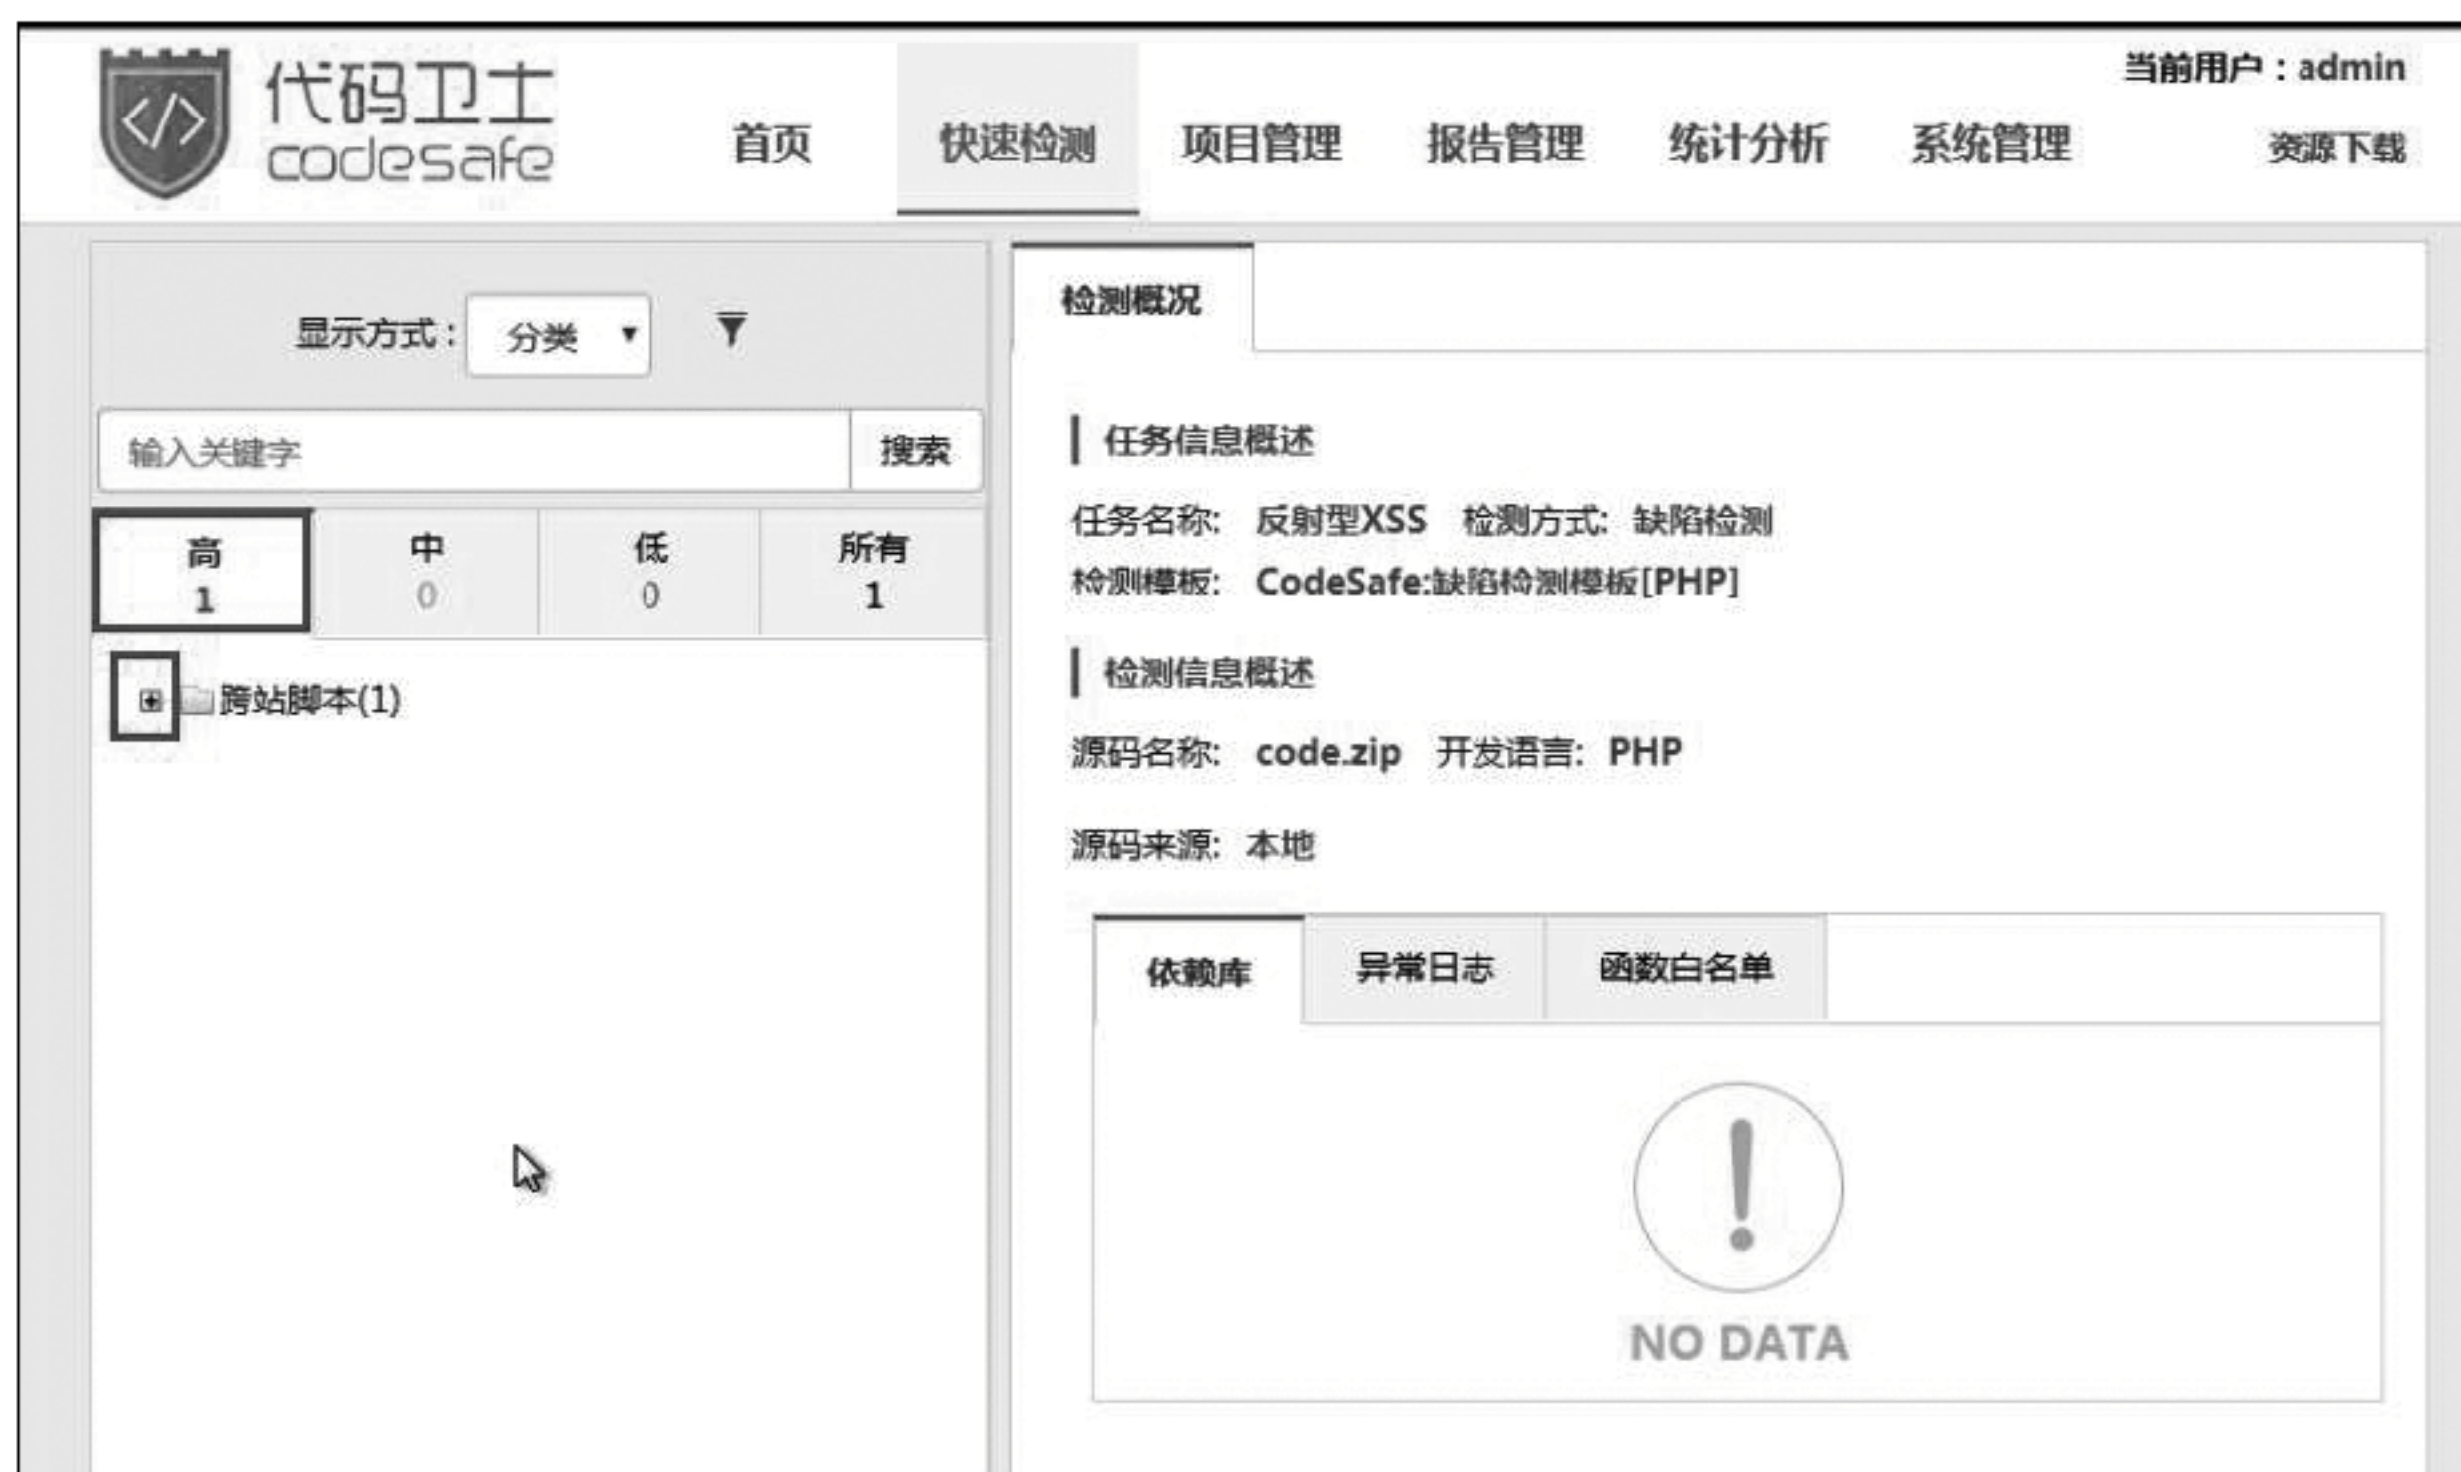 代码卫士
codesafe
当前用户：admin
首页 快速检测 项目管理 报告管理 统计分析 系统管理 资源下载
显示方式： 分类
输入关键字 搜索
高 中 低 所有
1 0 0 1
跨站脚本(1)
检测概况
任务信息概述
任务名称: 反射型XSS 检测方式: 缺陷检测
检测模板: CodeSafe:缺陷检测模板[PHP]
检测信息概述
源码名称: code.zip 开发语言: PHP
源码来源: 本地
依赖库 异常日志 函数白名单
NO DATA